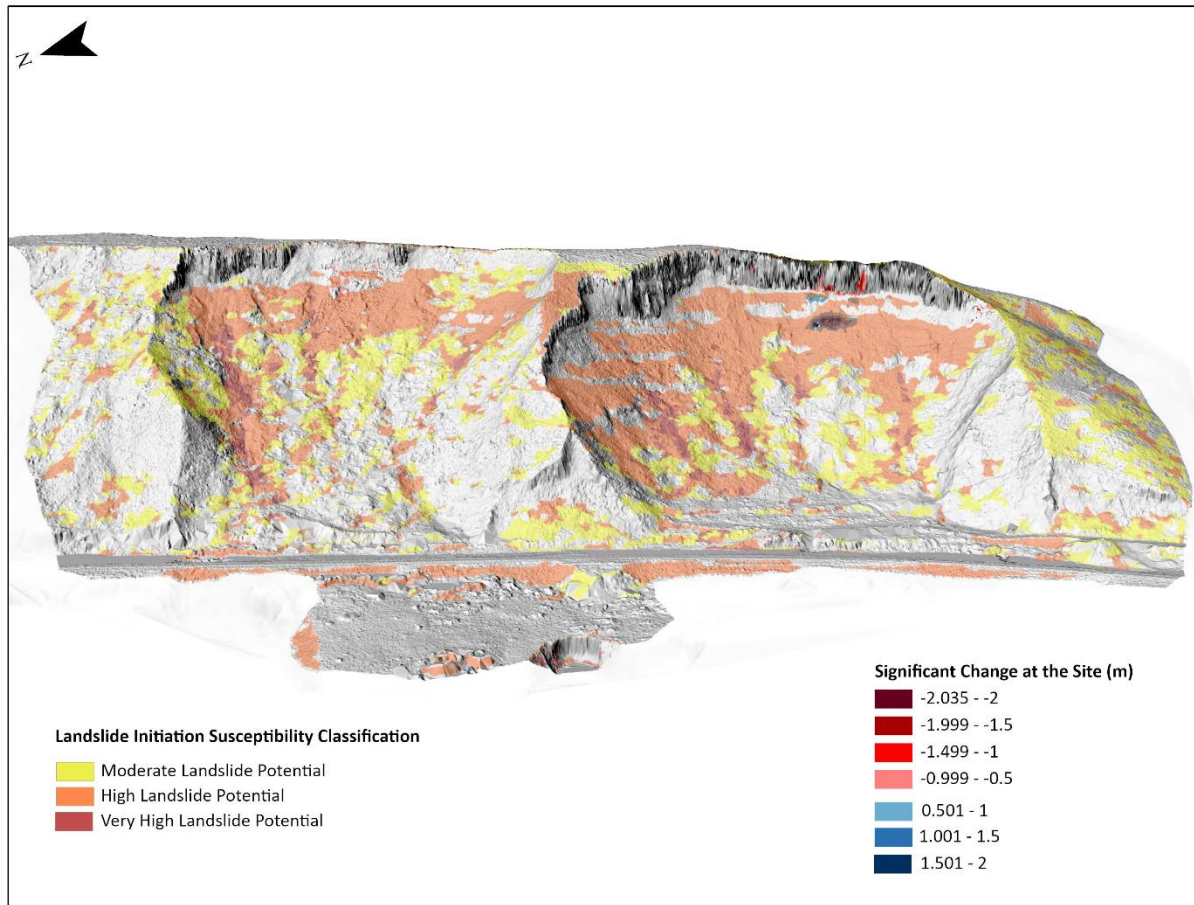 N
Landslide Initiation Susceptibility Classification
Moderate Landslide Potential
High Landslide Potential
Very High Landslide Potential
Significant Change at the Site (m)
-2.035 - -2
-1.999 - -1.5
-1.499 - -1
-0.999 - -0.5
0.501 - 1
1.001 - 1.5
1.501 - 2